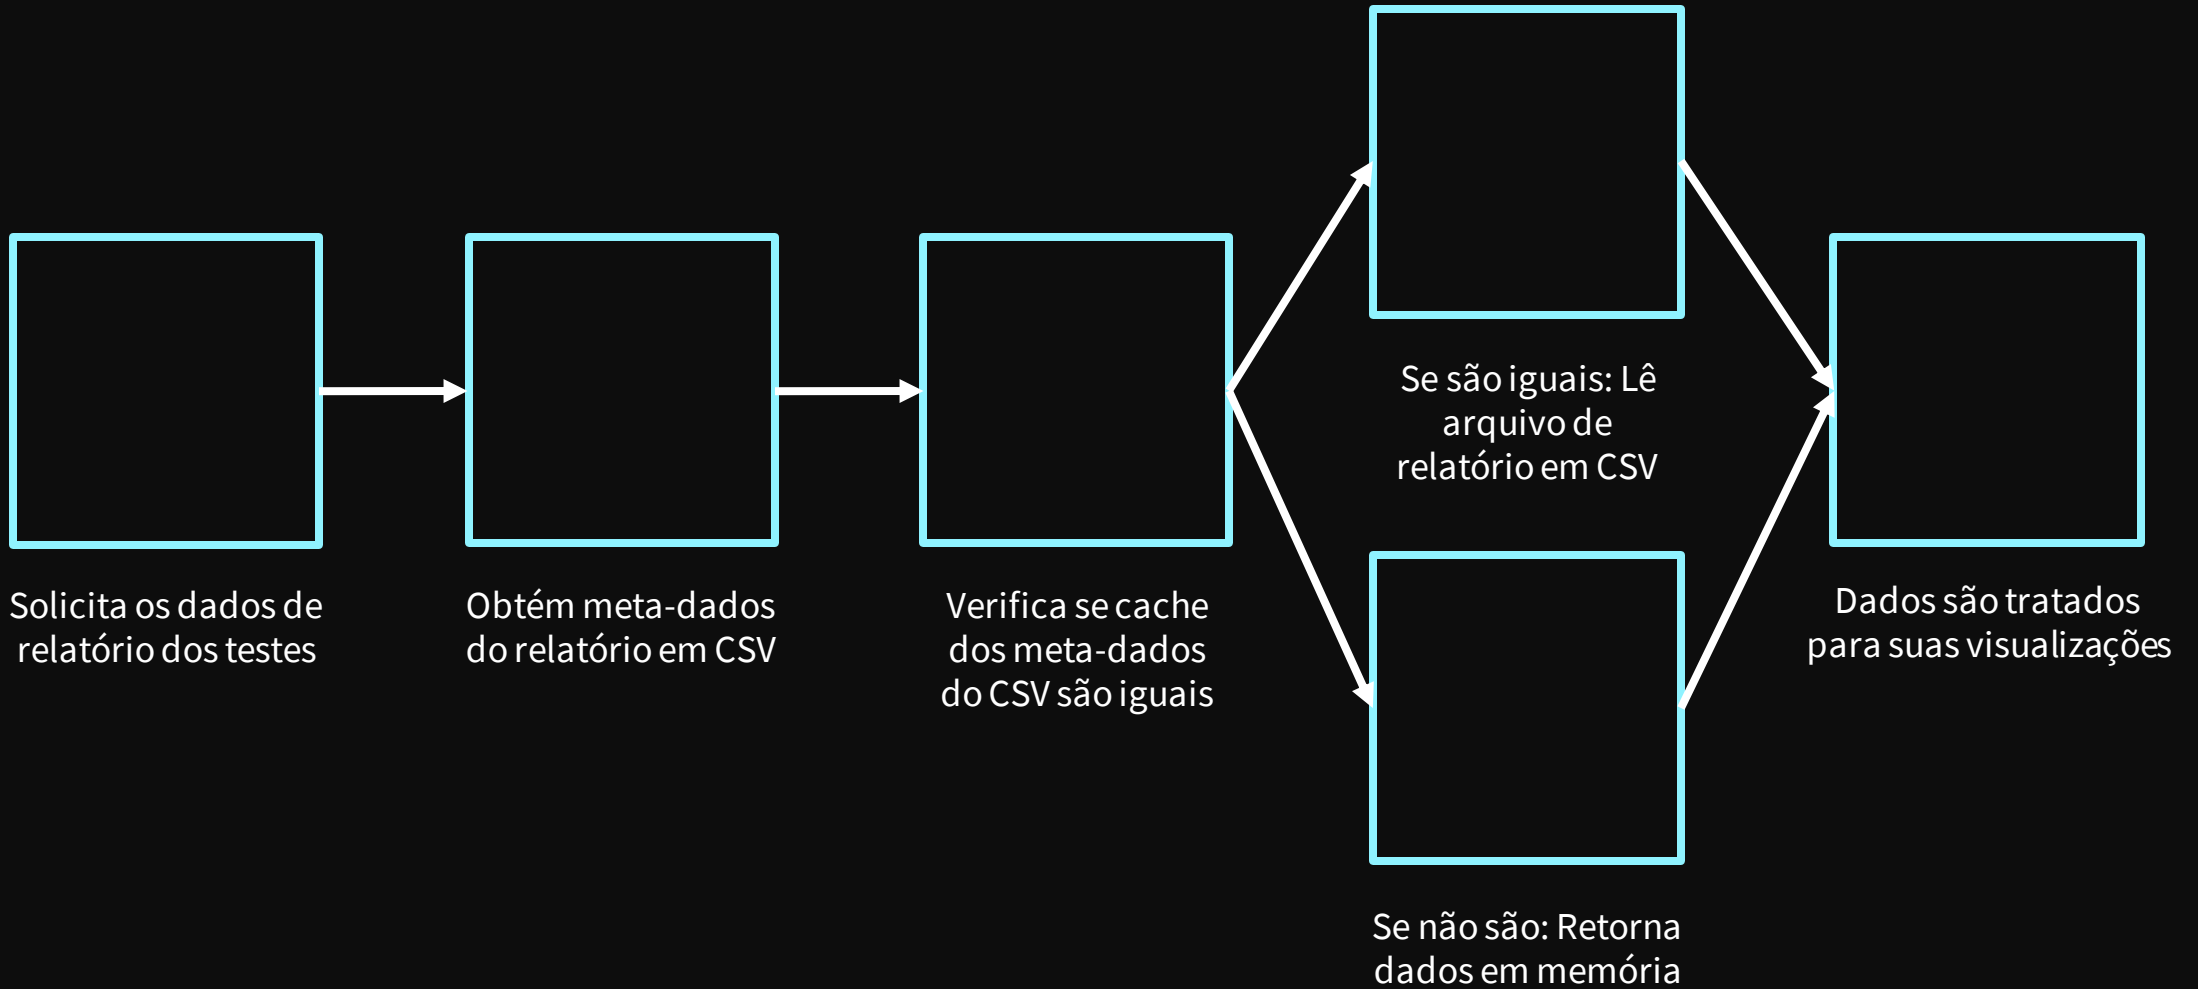 Solicita os dados de
relatório dos testes
Obtém meta-dados
do relatório em CSV
Verifica se cache
dos meta-dados
do CSV são iguais
Se são iguais: Lê
arquivo de
relatório em CSV
Se não são: Retorna
dados em memória
Dados são tratados
para suas visualizações